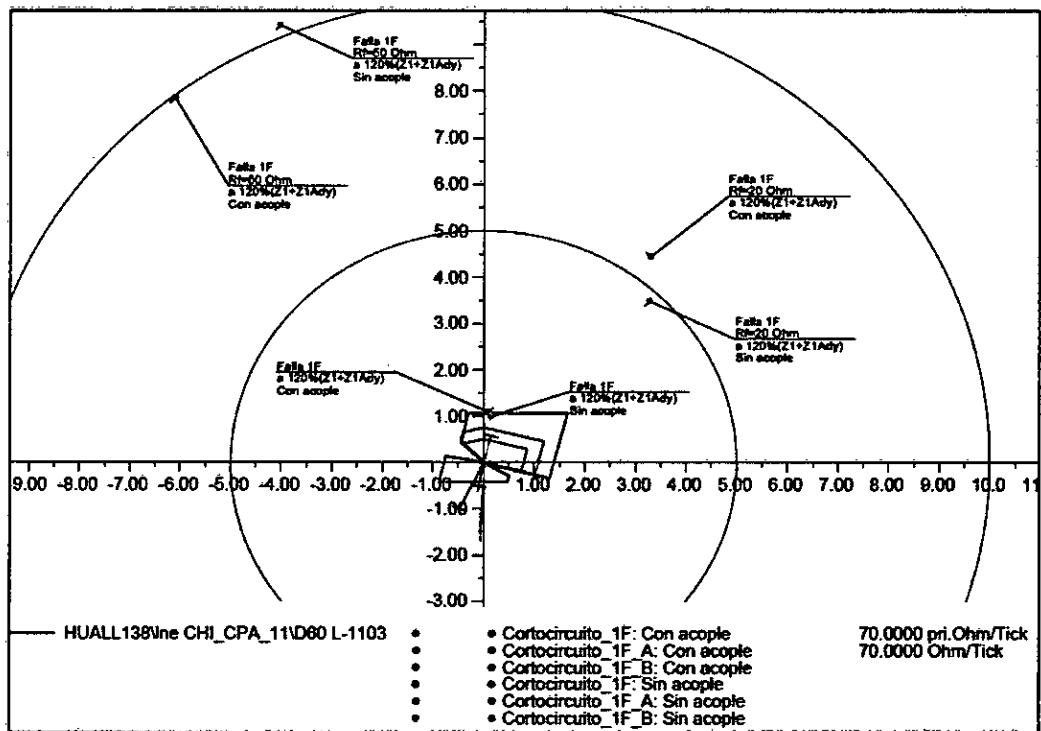 Falla 1F
Rf=50 Ohm
a 120%(Z1+Z1Ady)
Sin acople
8.00
7.00
Falla 1F
Rf=50 Ohm
a 120%(Z1+Z1Ady)
Con acople
6.00
Falla 1F
Rf=20 Ohm
a 120%(Z1+Z1Ady)
Con acople
5.00
4.00
3.00
Falla 1F
Rf=20 Ohm
a 120%(Z1+Z1Ady)
Sin acople
2.00
Falla 1F
a 120%(Z1+Z1Ady)
Con acople
Falla 1F
a 120%(Z1+Z1Ady)
Sin acople
1.00
9.00 -8.00 -7.00 -6.00 -5.00 -4.00 -3.00 -2.00 -1.00 1.00 2.00 3.00 4.00 5.00 6.00 7.00 8.00 9.00 10.0 11
-1.00
-2.00
-3.00
HUALL138\lne CHI_CPA_11\D60 L-1103
Cortocircuito_1F: Con acople
Cortocircuito_1F_A: Con acople
Cortocircuito_1F_B: Con acople
Cortocircuito_1F: Sin acople
Cortocircuito_1F_A: Sin acople
Cortocircuito_1F_B: Sin acople
70.0000 pri.Ohm/Tick
70.0000 Ohm/Tick